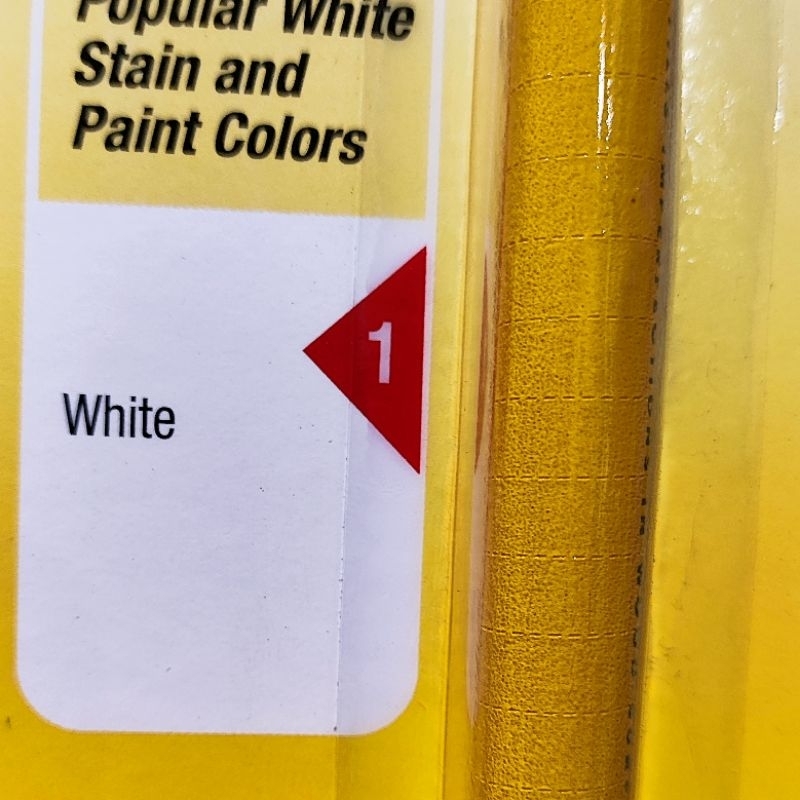 Popular White
Stain and
Paint Colors
1
White